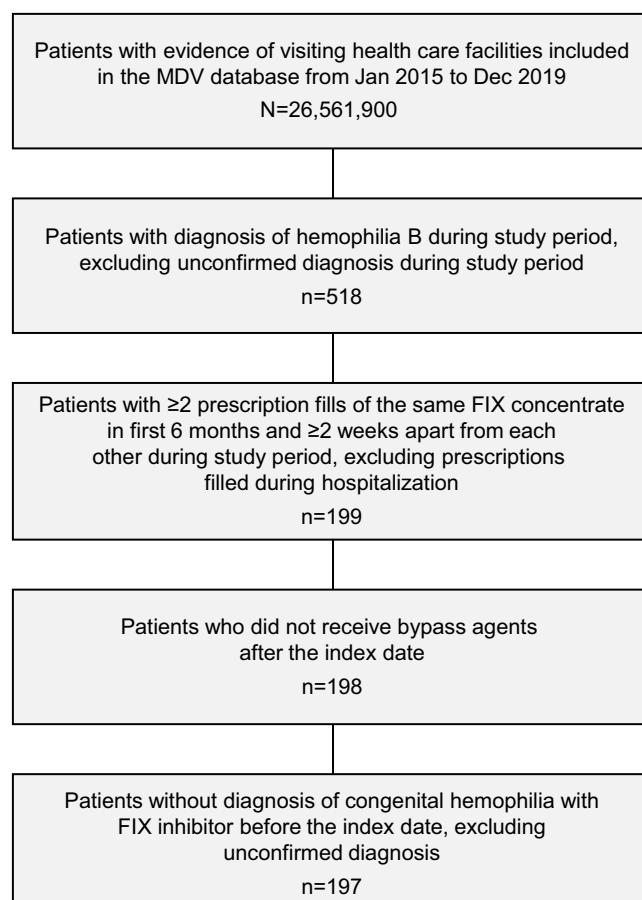 Patients with evidence of visiting health care facilities included
in the MDV database from Jan 2015 to Dec 2019
N=26,561,900
Patients with diagnosis of hemophilia B during study period,
excluding unconfirmed diagnosis during study period
n=518
Patients with ≥2 prescription fills of the same FIX concentrate
in first 6 months and ≥2 weeks apart from each
other during study period, excluding prescriptions
filled during hospitalization
n=199
Patients who did not receive bypass agents
after the index date
n=198
Patients without diagnosis of congenital hemophilia with
FIX inhibitor before the index date, excluding
unconfirmed diagnosis
n=197